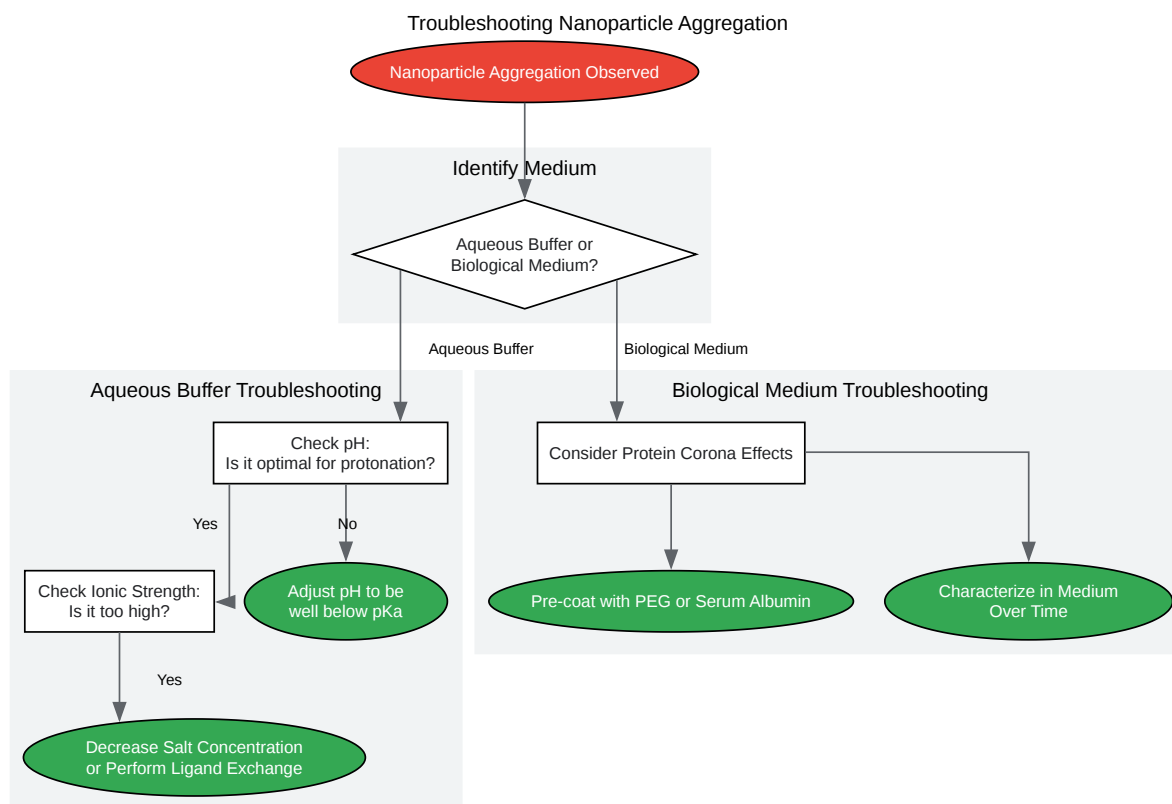 Troubleshooting Nanoparticle Aggregation
Nanoparticle Aggregation Observed
Identify Medium
Aqueous Buffer or
Biological Medium?
Aqueous Buffer
Biological Medium
Aqueous Buffer Troubleshooting
Check pH:
Is it optimal for protonation?
Yes
No
Check Ionic Strength:
Is it too high?
Adjust pH to be
well below pKa
Yes
Decrease Salt Concentration
or Perform Ligand Exchange
Biological Medium Troubleshooting
Consider Protein Corona Effects
Pre-coat with PEG or Serum Albumin
Characterize in Medium
Over Time